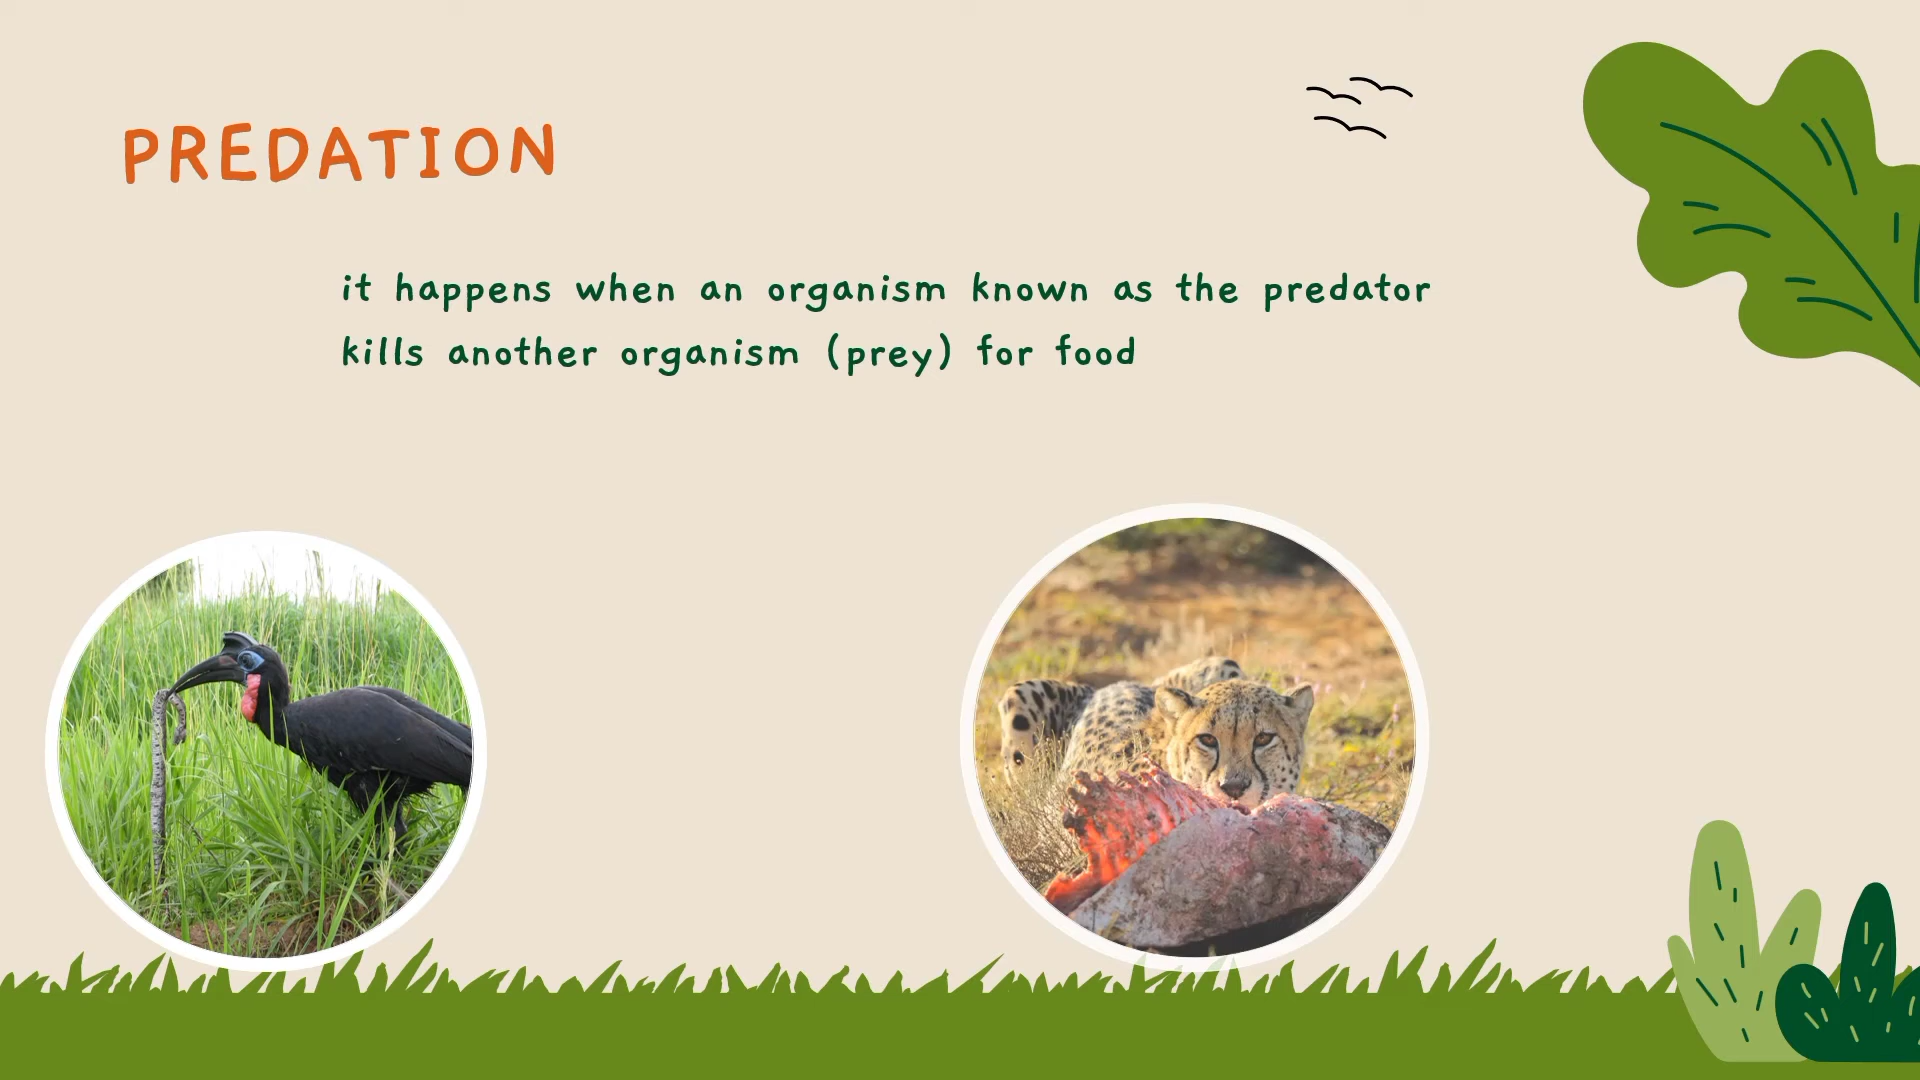 PREDATION
it happens when an organism known as the predator
kills another organism (prey) for food